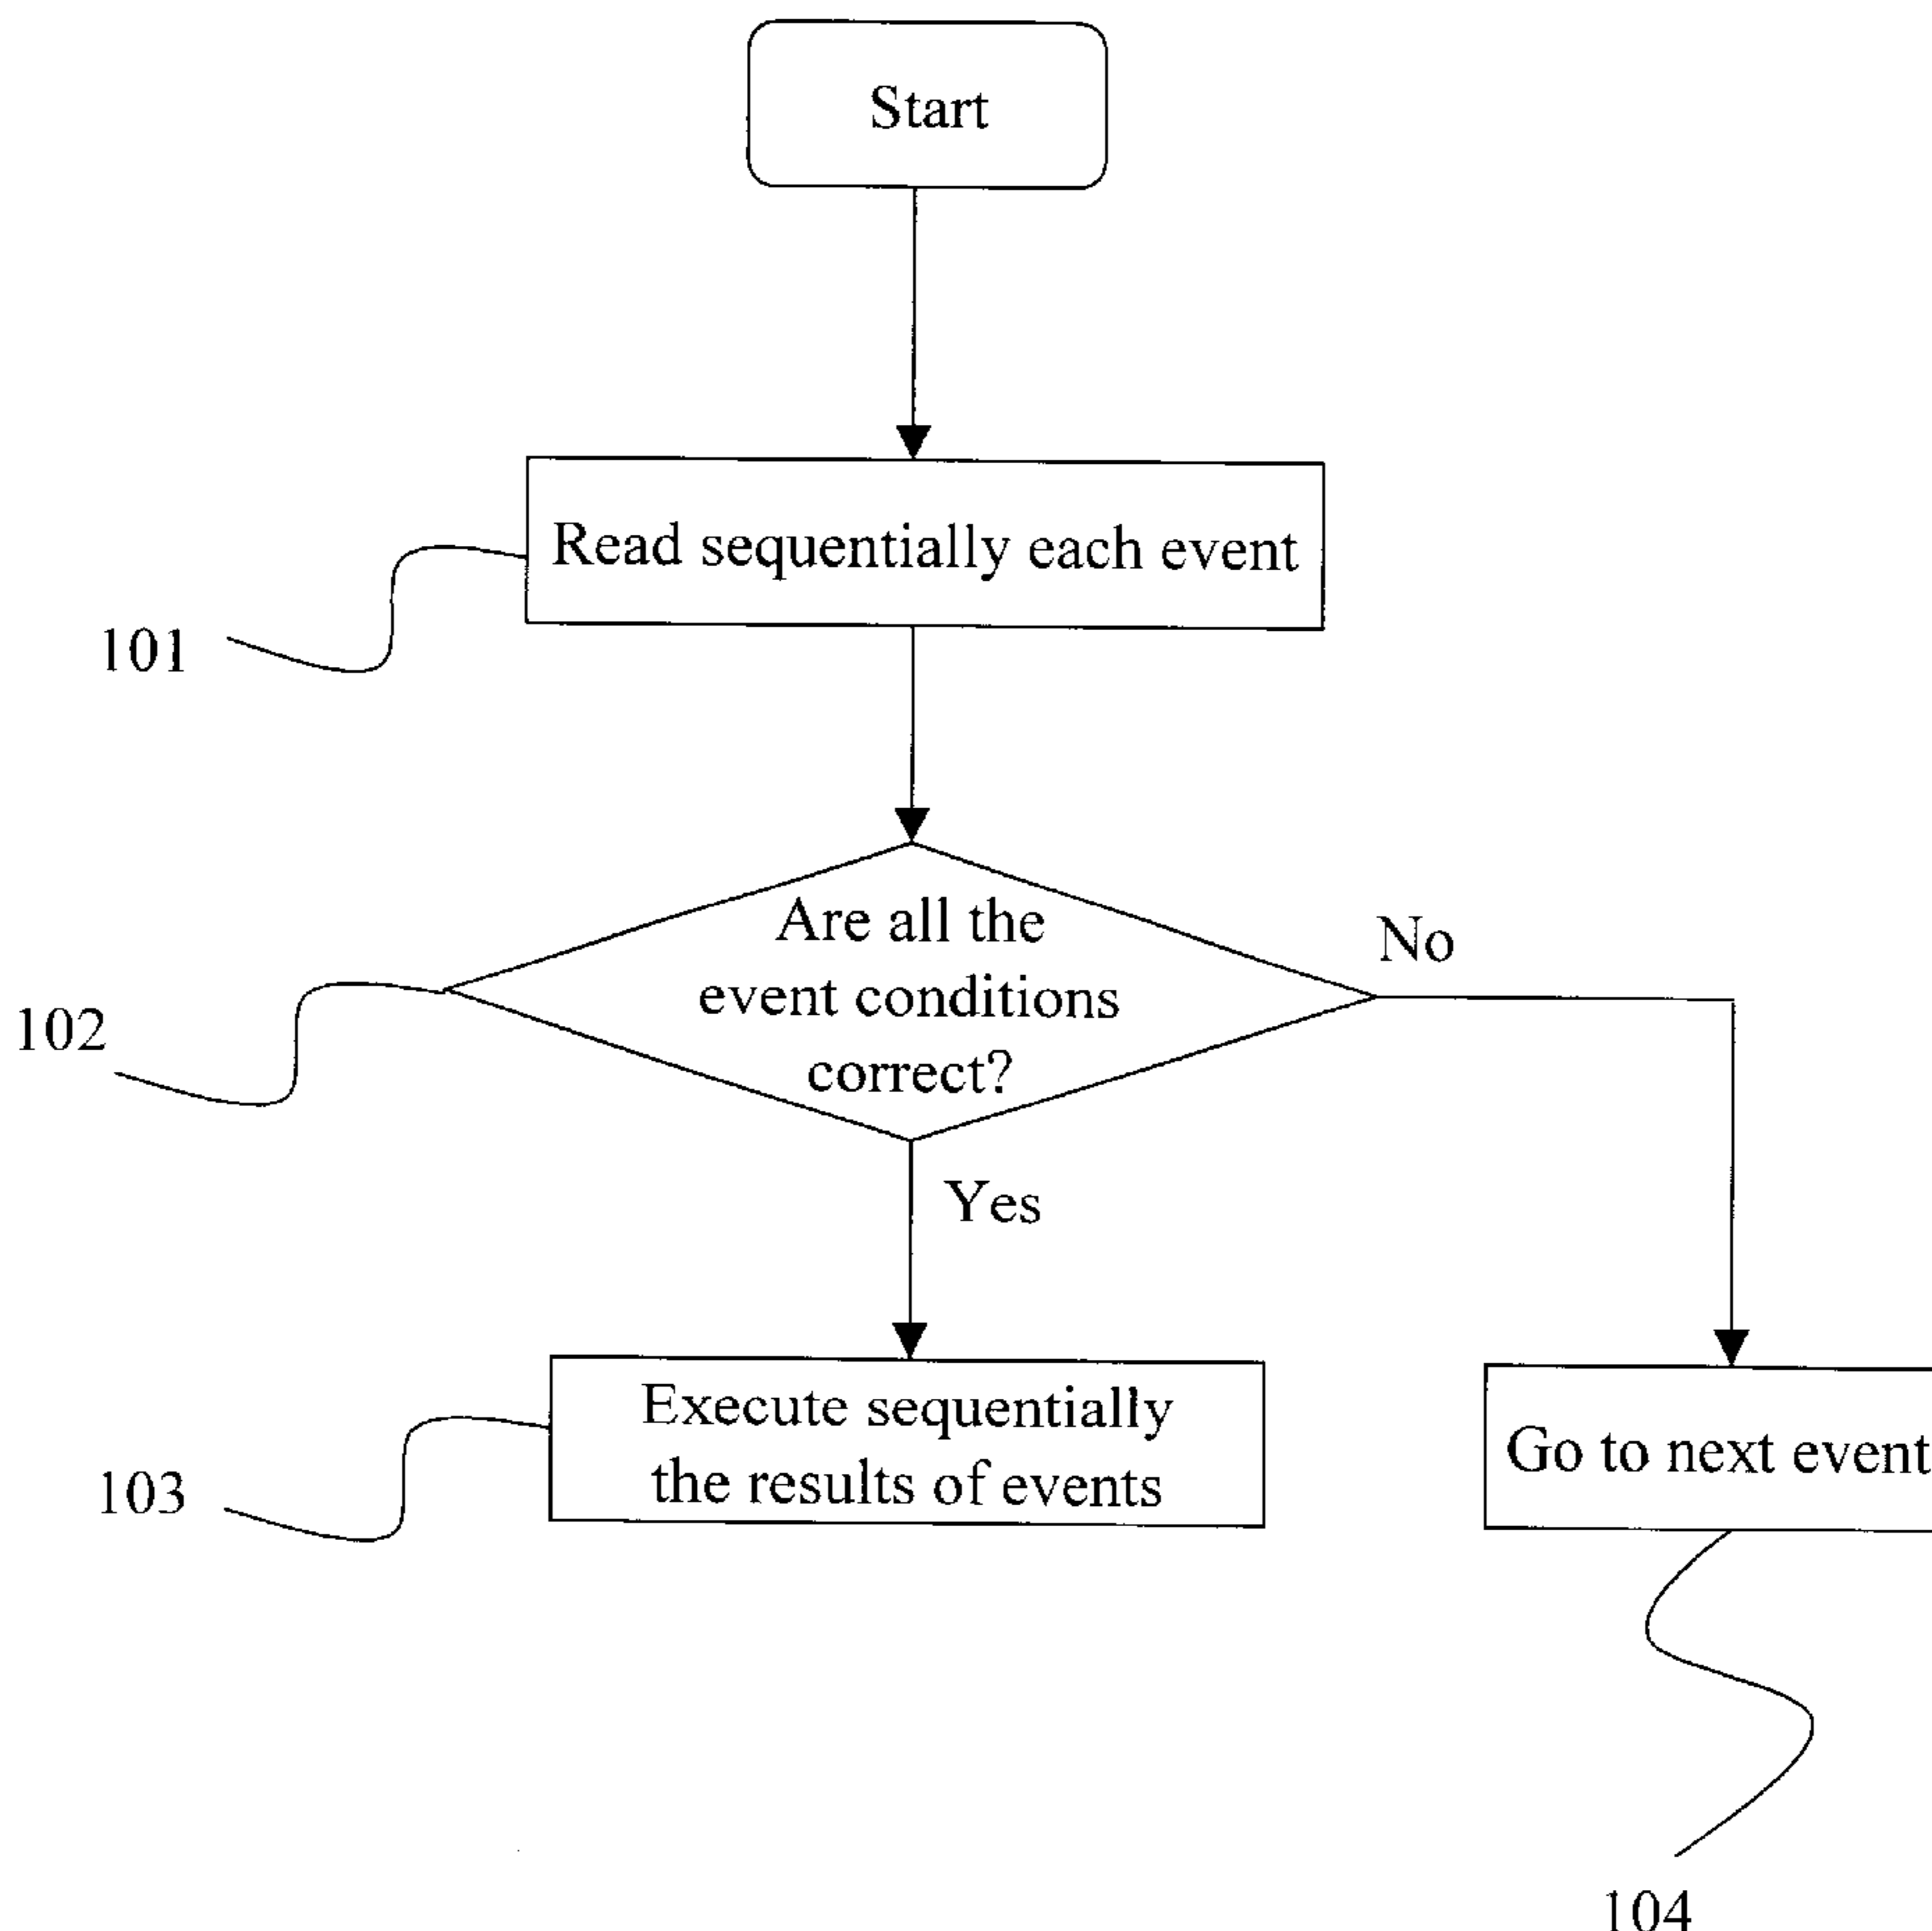 Start
Read sequentially each event
101
Are all the
event conditions
correct?
No
102
Yes
Execute sequentially
the results of events
Go to next event
103
104